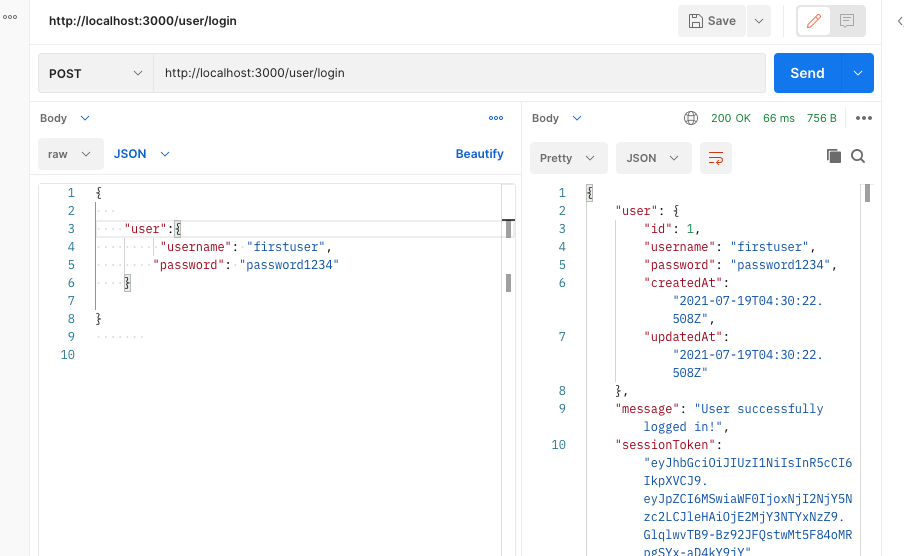 http://localhost:3000/user/login
Save
POST
http://localhost:3000/user/login
Send
Body
raw
JSON
Beautify
1 {
2
3 "user":{
4 "username": "firstuser",
5 "password": "password1234"
6 }
7
8 }
9
10
Body
200 OK 66 ms 756 B
Pretty
JSON
1 {
2 "user": {
3 "id": 1,
4 "username": "firstuser",
5 "password": "password1234",
6 "createdAt":
"2021-07-19T04:30:22.
508Z",
7 "updatedAt":
"2021-07-19T04:30:22.
508Z"
8 },
9 "message": "User successfully
logged in!",
10 "sessionToken":
"eyJhbGciOiJIUzI1NiIsInR5cCI6
IkpXVCJ9.
eyJpZCI6MSwiaWF0IjoxNjI2NjY5N
zc2LCJleHAiOjE2MjY3NTYxNzZ9.
GlqlwvTB9-Bz92JFQstwMt5F84oMR
pgSYx-aD4kY9jY"